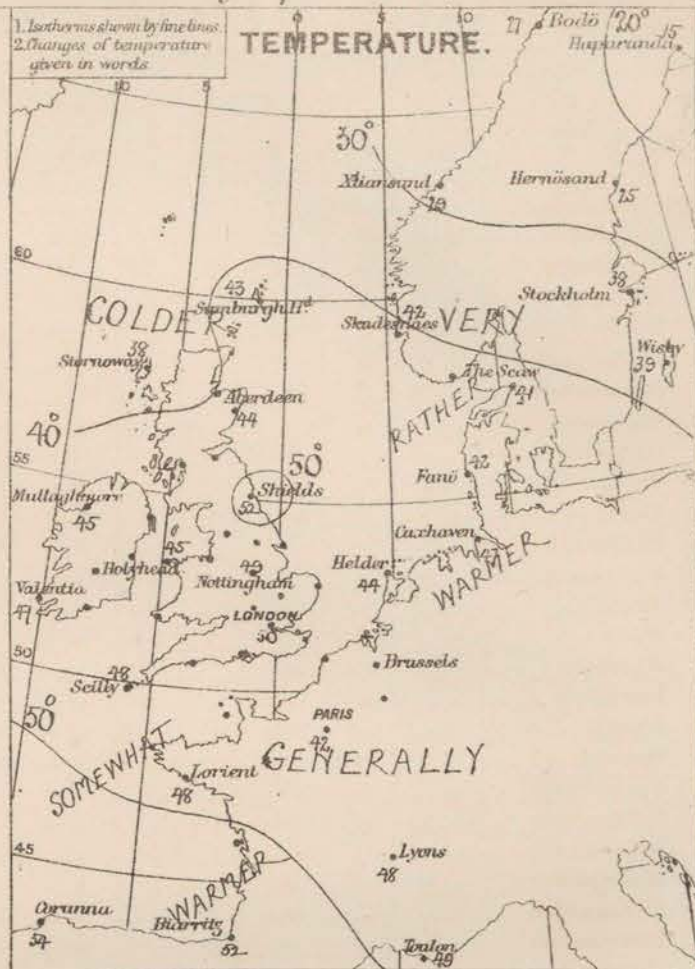 1. Isotherms shown by fine lines.
2. Changes of temperature
given in words
TEMPERATURE.
10
5
0
5
10
27 Bodö
20°
15
Haparanda
30°
Xtiansund
29
Hernösand
25
60
43
Sumburgh Hd
COLDER
38
Stockholm
42
Skudesnaes
VERY
38
Stornoway
Wisby
39
The Scaw
41
RATHER
Aberdeen
44
40°
55
50°
Fanö
42
Mullaghmore
45
Shields
52
Cuxhaven
Holyhead
45
49
Nottingham
Helder
44
WARMER
Valentia
47
LONDON
50
50
Brussels
48
Scilly
50°
PARIS
42
SOMEWHAT
GENERALLY
Lorient
48
45
Lyons
48
WARMER
Corunna
54
Biarritz
52
Toulon
49